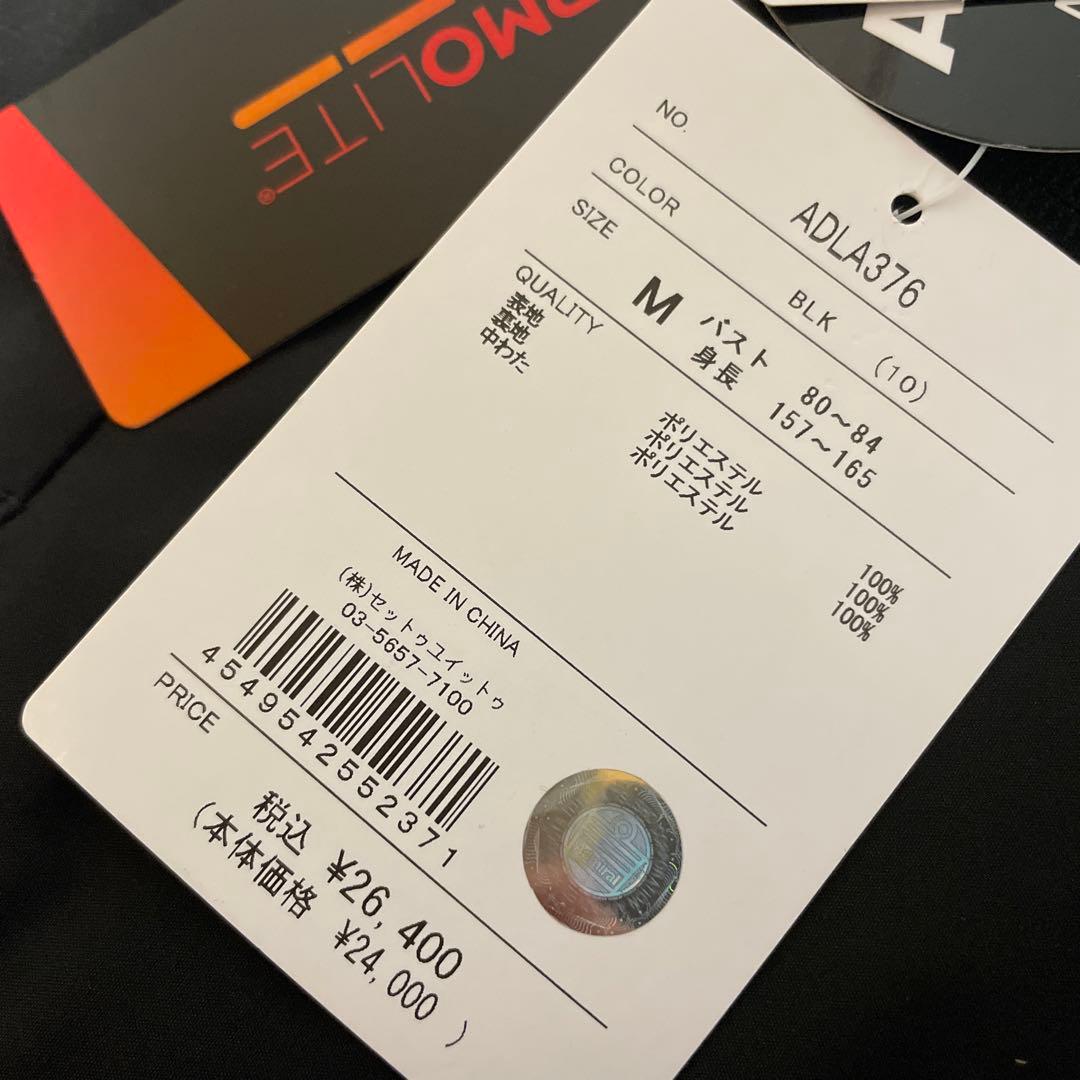 RMOLITE®
A
NO. ADLA376
COLOR BLK (10)
SIZE M バスト 80～84
身長 157～165
QUALITY
表地 ポリエステル 100%
裏地 ポリエステル 100%
中わた ポリエステル 100%
MADE IN CHINA
(株)セットゥユイットゥ
03-5657-7100
4549542552371
PRICE
税込 ¥26,400
(本体価格 ¥24,000 )